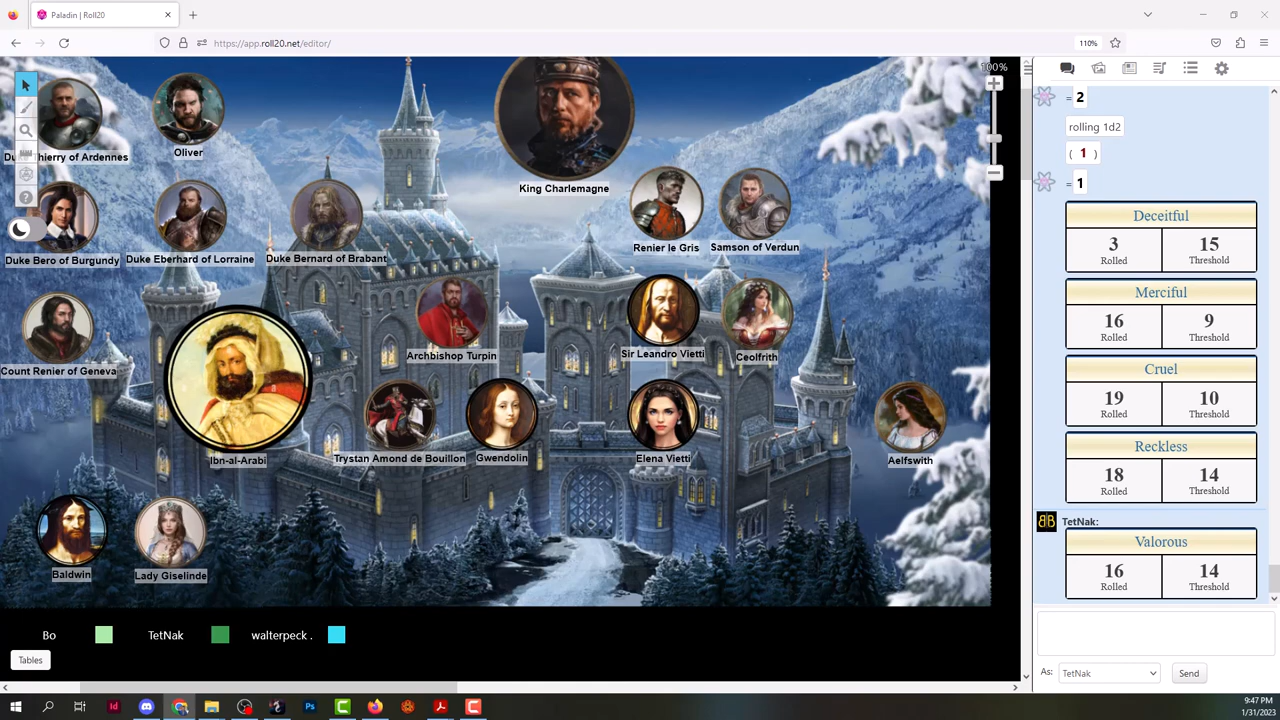 Paladin | Roll20
https://app.roll20.net/editor/
110%
100%
= 2
rolling 1d2
( 1 )
= 1
Deceitful
3 15
Rolled Threshold
Merciful
16 9
Rolled Threshold
Cruel
19 10
Rolled Threshold
Reckless
18 14
Rolled Threshold
TetNak:
Valorous
16 14
Rolled Threshold
As: TetNak
Send
King Charlemagne
Oliver
hierry of Ardennes
Renier le Gris
Samson of Verdun
Duke Bero of Burgundy
Duke Eberhard of Lorraine
Duke Bernard of Brabant
Archbishop Turpin
Sir Leandro Vietti
Ceolfrith
Count Renier of Geneva
Ibn-al-Arabi
Trystan Amond de Bouillon
Gwendolin
Elena Vietti
Aelfswith
Baldwin
Lady Giselinde
Bo
TetNak
walterpeck .
Tables
9:47 PM
1/31/2023